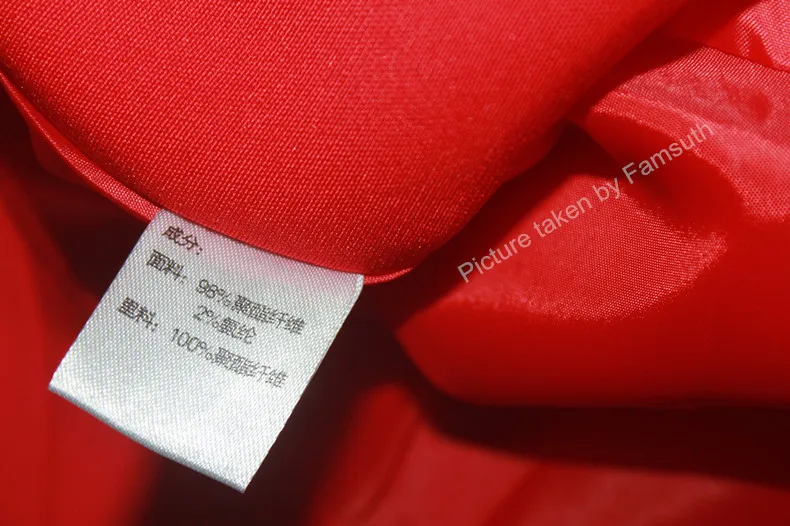 成分:
面料: 98%聚酯纤维
2%氨纶
里料: 100%聚酯纤维
Picture taken by Famsuth